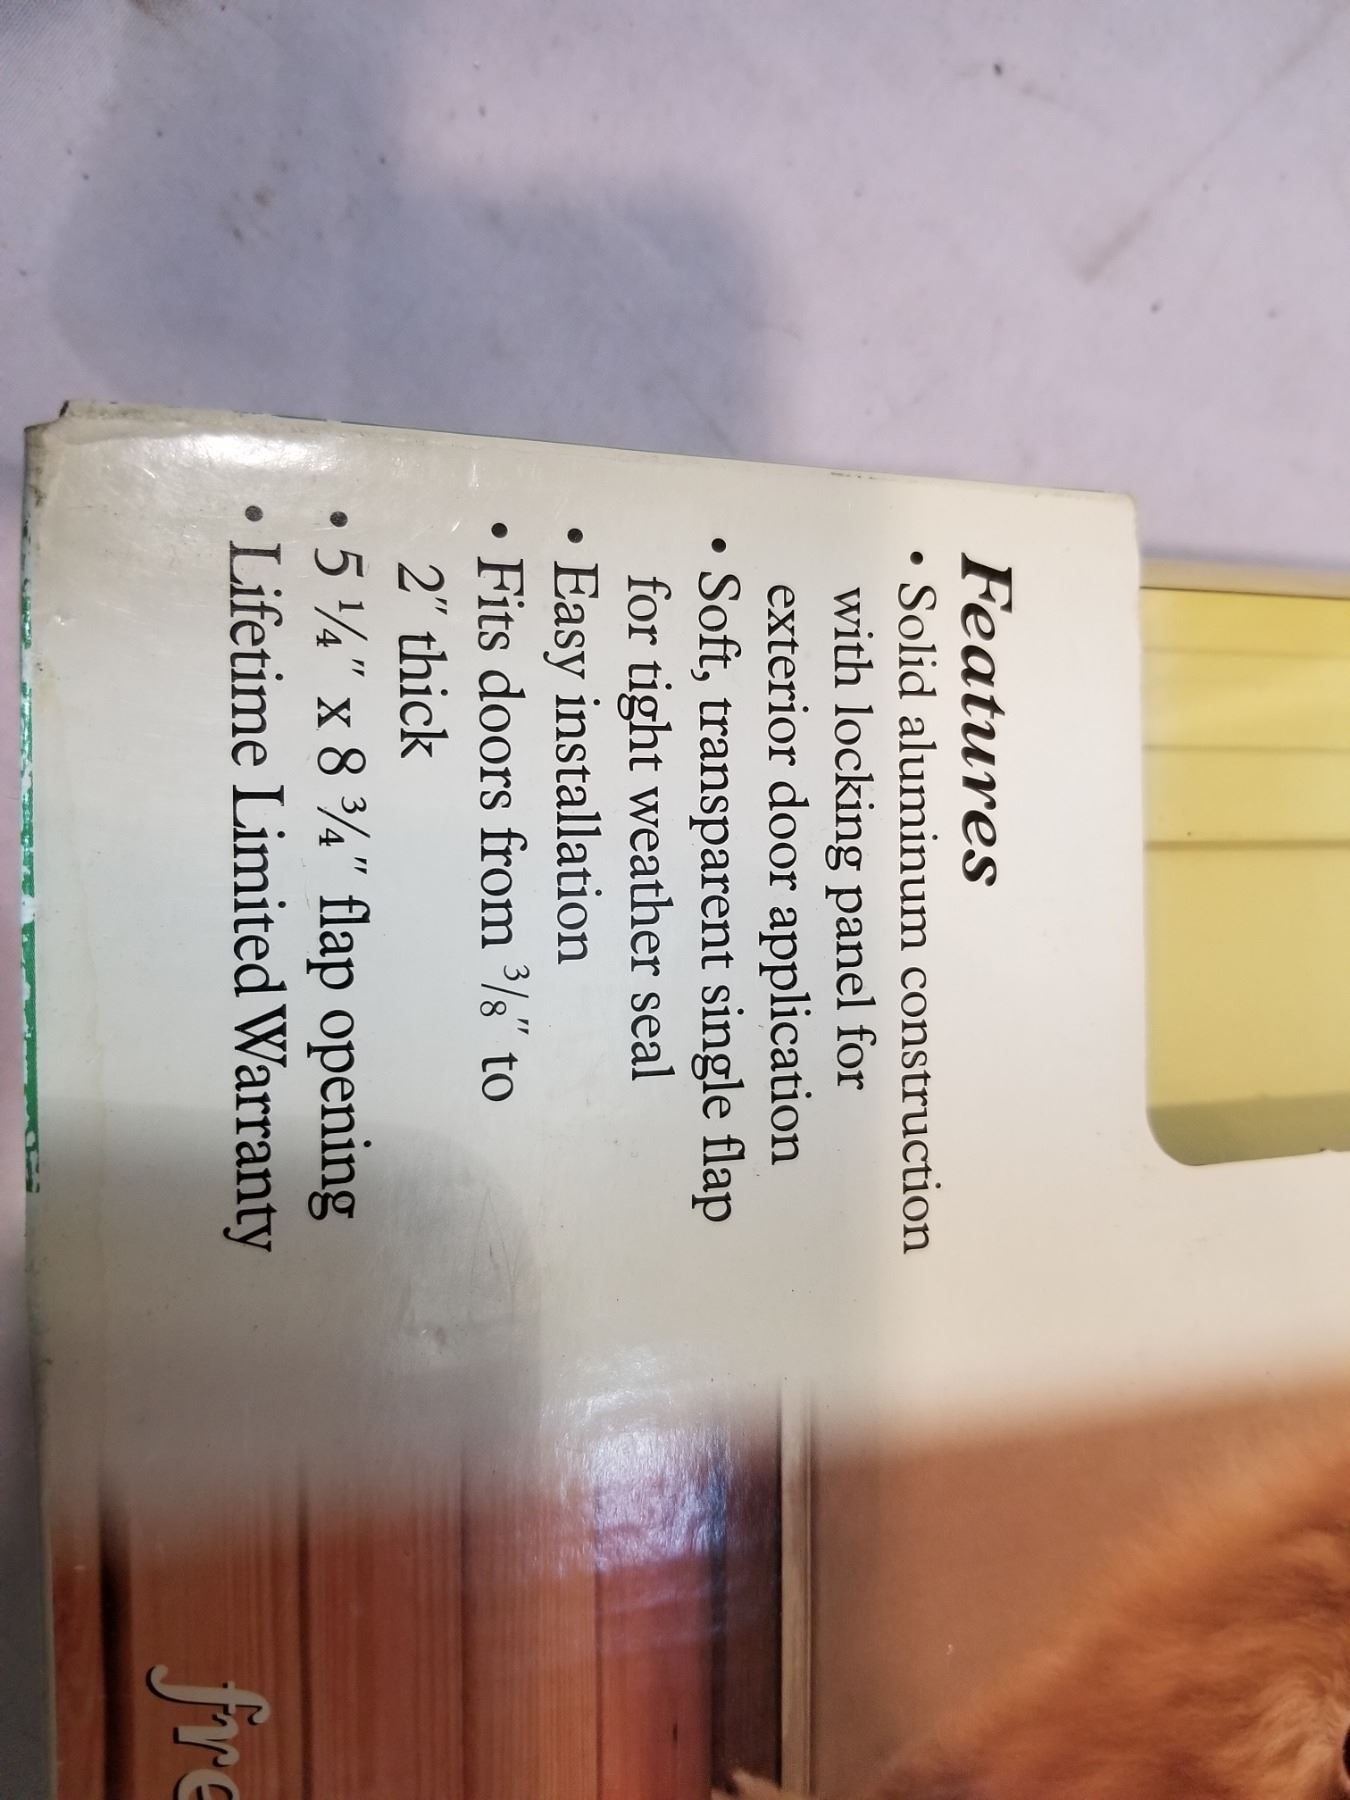 Features
• Solid aluminum construction
with locking panel for
exterior door application
• Soft, transparent single flap
for tight weather seal
• Easy installation
• Fits doors from 3/8" to
2" thick
• 5 1/4" x 8 3/4" flap opening
• Lifetime Limited Warranty